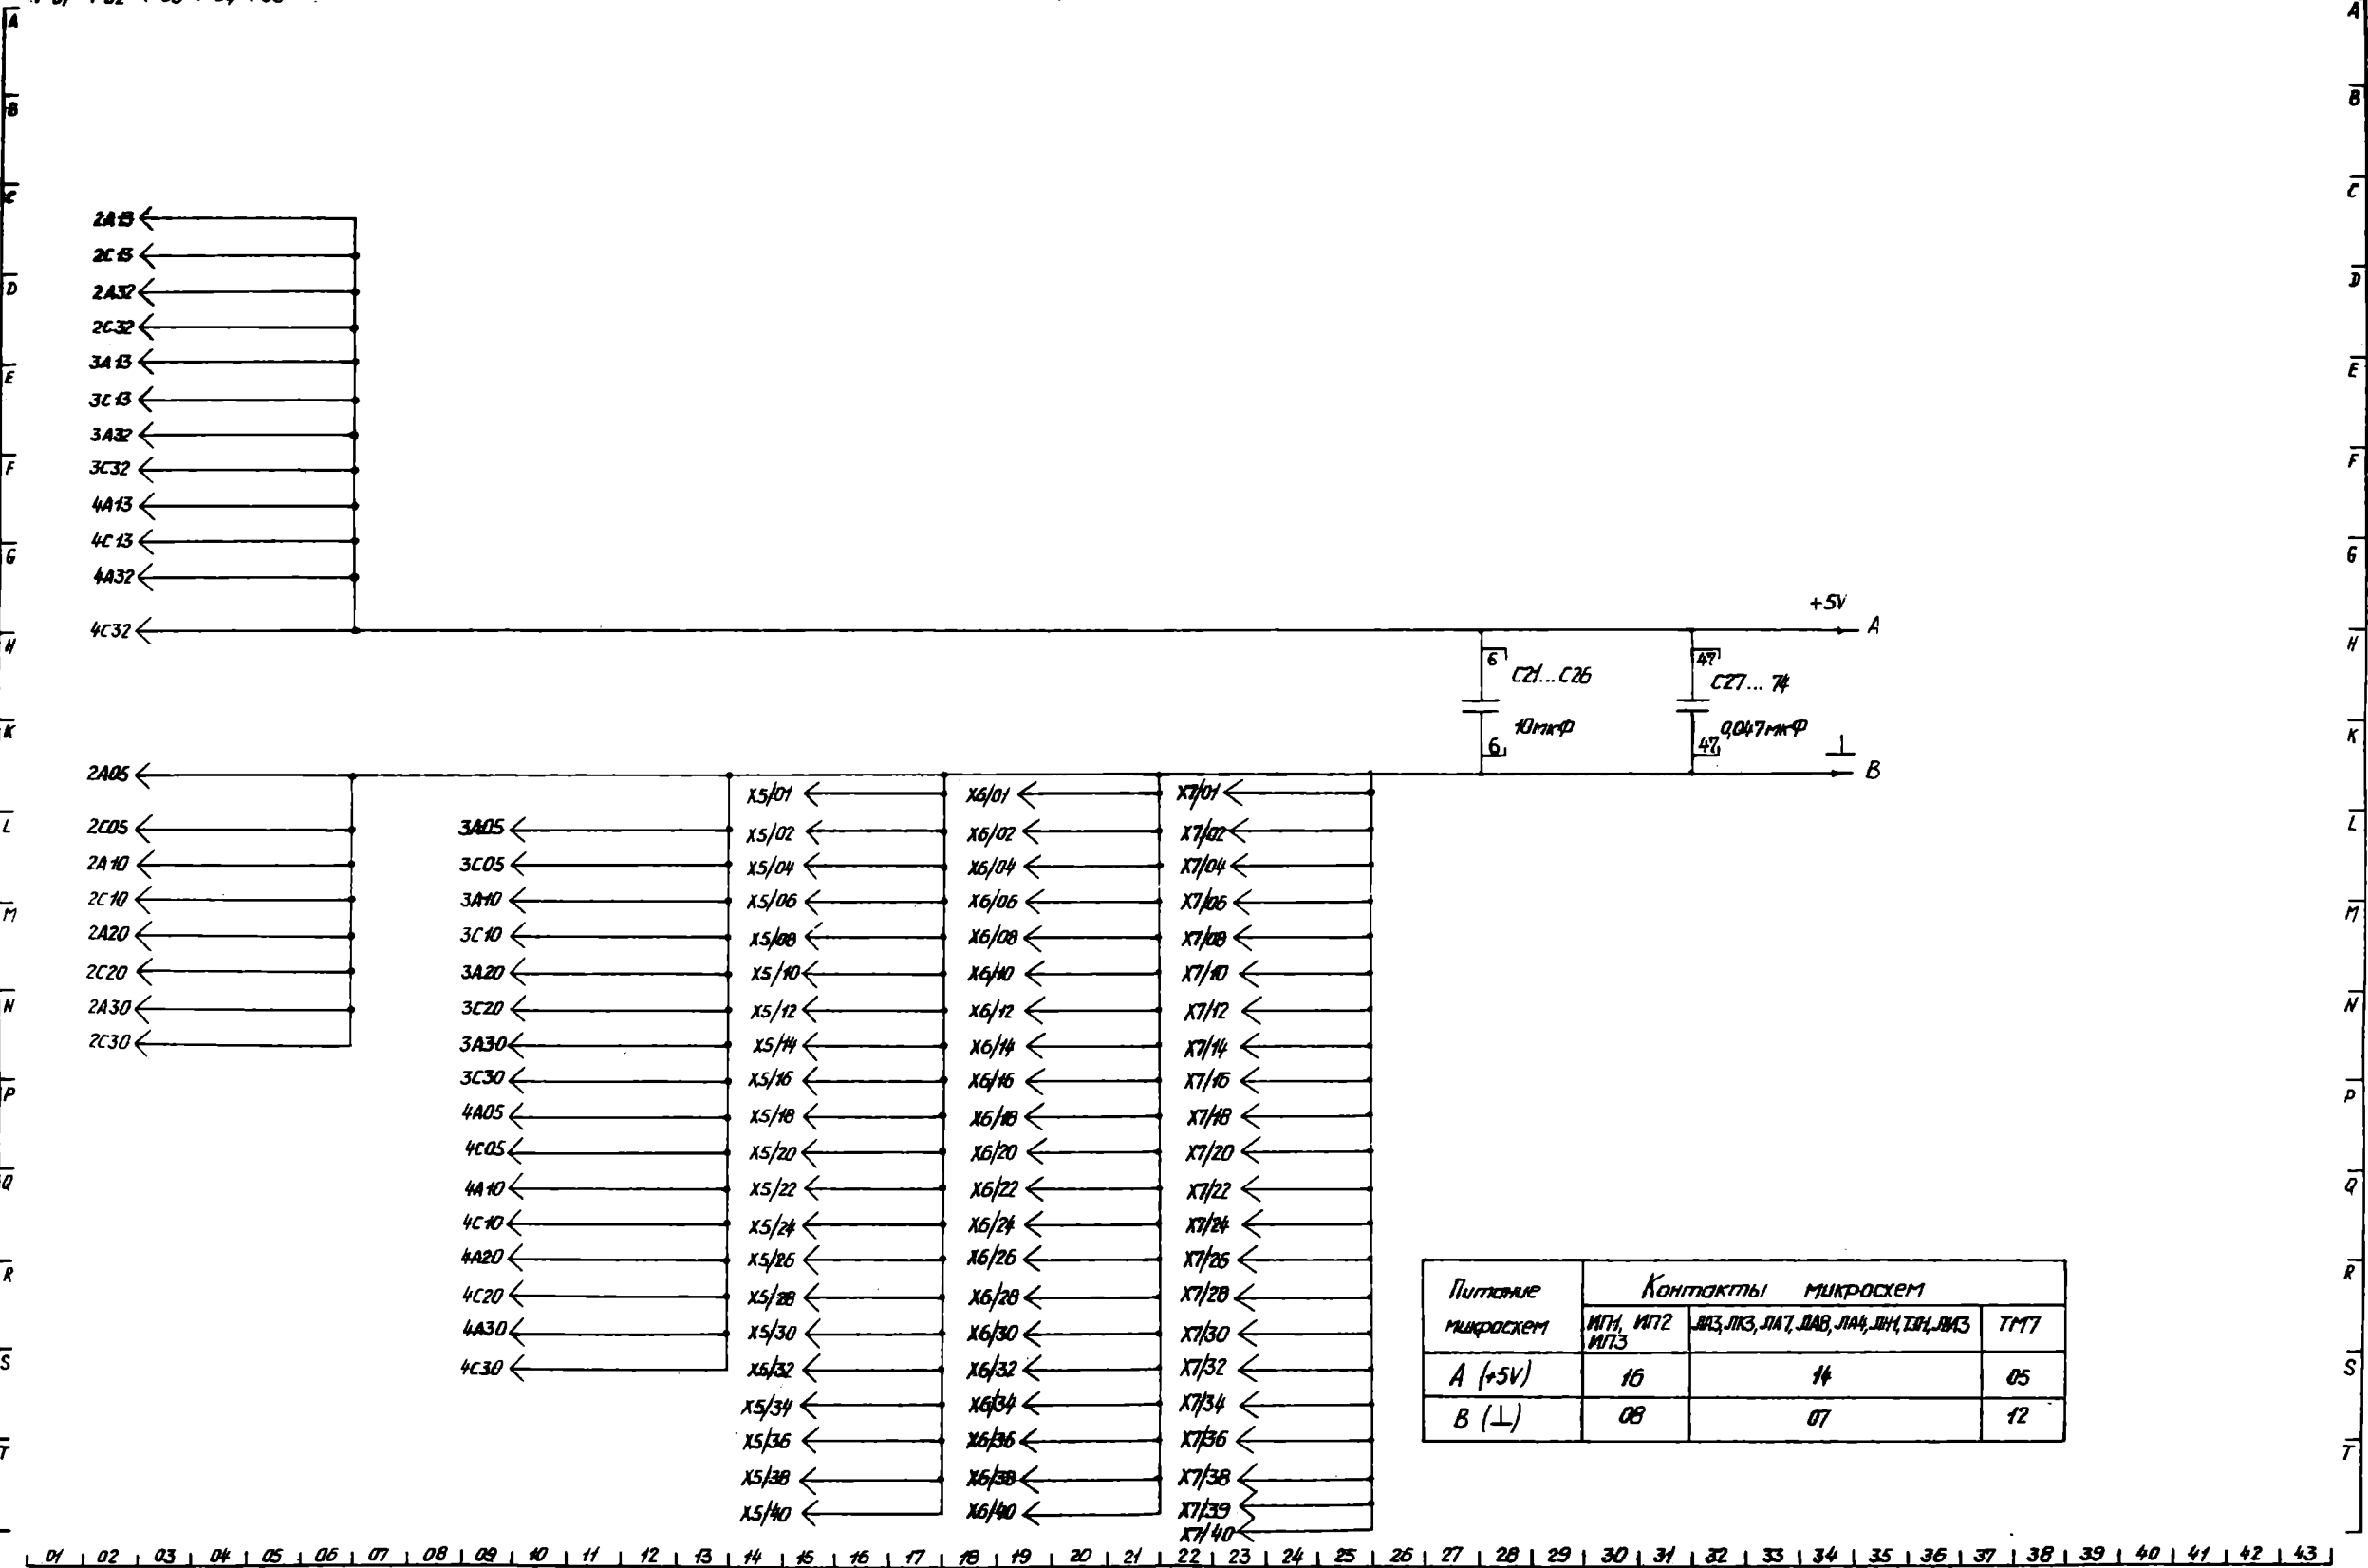 A A
B B
C C
2A13
2C13
D D
2A32
2C32
3A13
E E
3C13
3A32
F F
3C32
4A13
4C13
G G
4A32
+5V
4C32 A
H H
6 C21...C26 47 C27...74
10мкФ 0,047мкФ
K K
6 47 ⊥
2A05 B
X5/01 X6/01 X7/01
L L
2C05 3A05 X5/02 X6/02 X7/02
2A10 3C05 X5/04 X6/04 X7/04
2C10 3A10 X5/06 X6/06 X7/06
M M
2A20 3C10 X5/08 X6/08 X7/08
2C20 3A20 X5/10 X6/10 X7/10
N N
2A30 3C20 X5/12 X6/12 X7/12
2C30 3A30 X5/14 X6/14 X7/14
3C30 X5/16 X6/16 X7/16
P P
4A05 X5/18 X6/18 X7/18
4C05 X5/20 X6/20 X7/20
Q Q
4A10 X5/22 X6/22 X7/22
4C10 X5/24 X6/24 X7/24
4A20 X5/26 X6/26 X7/26
R R
4C20 X5/28 X6/28 X7/28
4A30 X5/30 X6/30 X7/30
S S
4C30 X5/32 X6/32 X7/32
X5/34 X6/34 X7/34
X5/36 X6/36 X7/36
T T
X5/38 X6/38 X7/38
X5/40 X6/40 X7/39
X7/40
Питание микросхем
Контакты микросхем
ИП1, ИП2 ИП3
ЛА3, ЛК3, ЛА7, ЛА8, ЛА4, ЛН1, ЛИ3
ТМ7
A (+5V) 16 14 05
B (⊥) 08 07 12
01 02 03 04 05 06 07 08 09 10 11 12 13 14 15 16 17 18 19 20 21 22 23 24 25 26 27 28 29 30 31 32 33 34 35 36 37 38 39 40 41 42 43